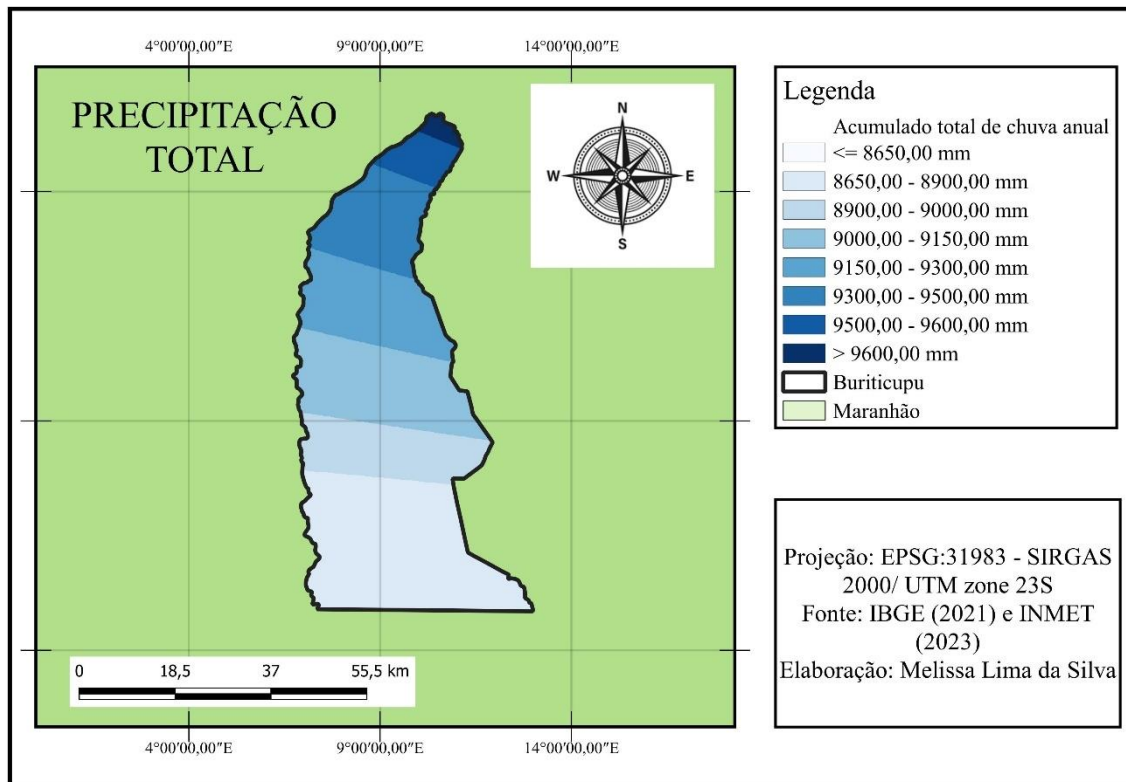 4°00'00,00"E 9°00'00,00"E 14°00'00,00"E
PRECIPITAÇÃO
TOTAL
N
W E
S
0 18,5 37 55,5 km
4°00'00,00"E 9°00'00,00"E 14°00'00,00"E
Legenda
Acumulado total de chuva anual
<= 8650,00 mm
8650,00 - 8900,00 mm
8900,00 - 9000,00 mm
9000,00 - 9150,00 mm
9150,00 - 9300,00 mm
9300,00 - 9500,00 mm
9500,00 - 9600,00 mm
> 9600,00 mm
Buriticupu
Maranhão
Projeção: EPSG:31983 - SIRGAS
2000/ UTM zone 23S
Fonte: IBGE (2021) e INMET
(2023)
Elaboração: Melissa Lima da Silva